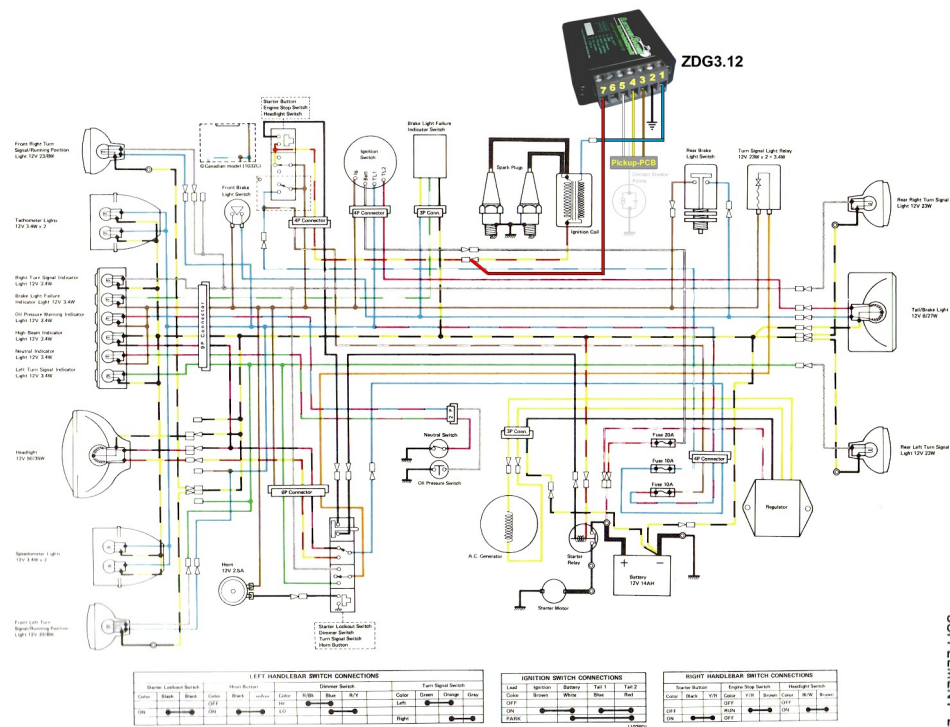 ZDG3.12
7 6 5 4 3 2 1
Pickup-PCB
Contact Breaker
Points
Starter Button
Engine Stop Switch
Headlight Switch
Brake Light Failure
Indicator Switch
Front Right Turn
Signal/Running Position
Light 12V 23/8W
Ignition
Switch
Spark Plugs
Rear Brake
Light Switch
Turn Signal Light Relay
12V 23W x 2 + 3.4W
Front Brake
Light Switch
Rear Right Turn Signal
Light 12V 23W
Tachometer Lights
12V 3.4W x 2
4P Connector
4P Connector
3P Conn.
Ignition Coil
Right Turn Signal Indicator
Light 12V 3.4W
Brake Light Failure
Indicator Light 12V 3.4W
Oil Pressure Warning Indicator
Light 12V 3.4W
High Beam Indicator
Light 12V 3.4W
Neutral Indicator
Light 12V 3.4W
Left Turn Signal Indicator
Light 12V 3.4W
9P Connector
Tail/Brake Light
12V 8/27W
Headlight
12V 50/35W
Neutral Switch
Oil Pressure Switch
3P Conn.
Fuse 20A
Fuse 10A
Fuse 10A
4P Connector
Rear Left Turn Signal
Light 12V 23W
Regulator
A.C. Generator
Starter
Relay
Battery
12V 14AH
Starter Motor
Speedometer Lights
12V 3.4W x 2
Horn
12V 2.5A
Front Left Turn
Signal/Running Position
Light 12V 23/8W
Starter Lockout Switch
Dimmer Switch
Turn Signal Switch
Horn Button
LEFT HANDLEBAR SWITCH CONNECTIONS
Starter Lockout Switch Horn Button Dimmer Switch Turn Signal Switch
Color Black Black Color Black Color R/Bk Blue R/Y Color Green Orange Gray
OFF OFF HI Left
ON ON LO
Right
IGNITION SWITCH CONNECTIONS
Lead Ignition Battery Tail 1 Tail 2
Color Brown White Blue Red
OFF
ON
PARK
RIGHT HANDLEBAR SWITCH CONNECTIONS
Starter Button Engine Stop Switch Headlight Switch
Color Y/R Color Y/R Brown Color R/W Brown
OFF OFF
OFF RUN ON
ON OFF